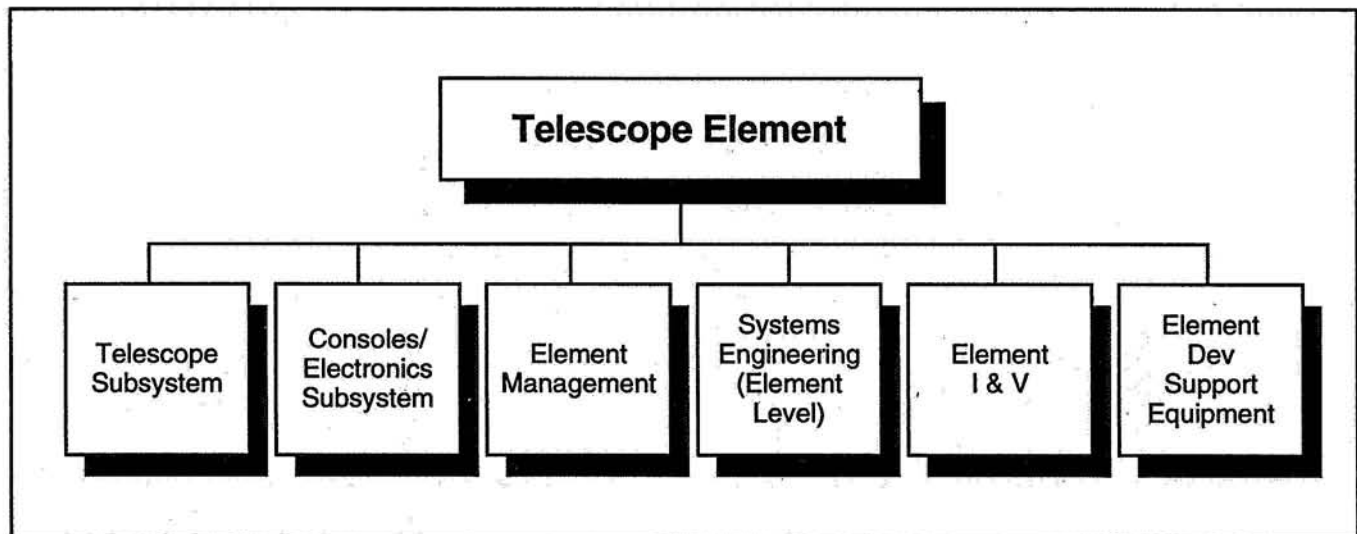 Telescope Element
Telescope
Subsystem
Consoles/
Electronics
Subsystem
Element
Management
Systems
Engineering
(Element
Level)
Element
I & V
Element
Dev
Support
Equipment